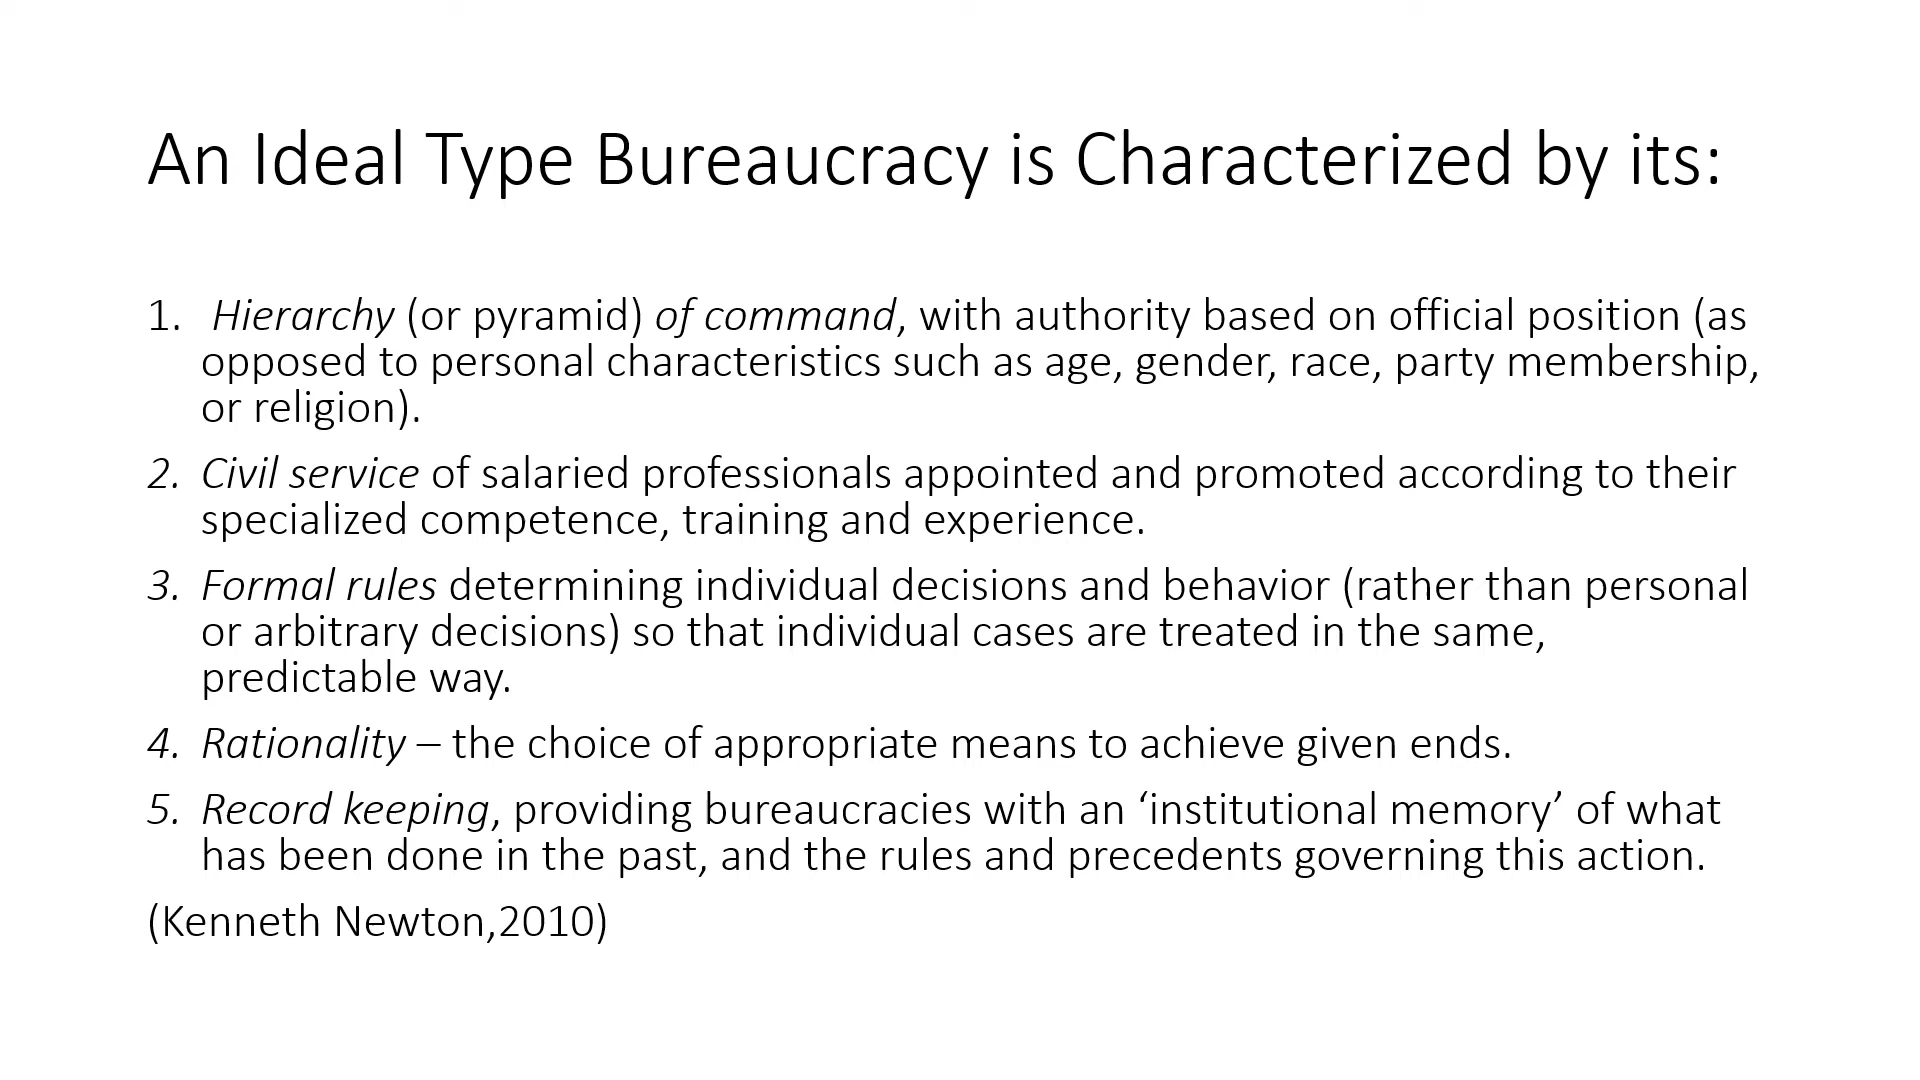 An Ideal Type Bureaucracy is Characterized by its:
1. Hierarchy (or pyramid) of command, with authority based on official position (as
opposed to personal characteristics such as age, gender, race, party membership,
or religion).
2. Civil service of salaried professionals appointed and promoted according to their
specialized competence, training and experience.
3. Formal rules determining individual decisions and behavior (rather than personal
or arbitrary decisions) so that individual cases are treated in the same,
predictable way.
4. Rationality – the choice of appropriate means to achieve given ends.
5. Record keeping, providing bureaucracies with an ‘institutional memory’ of what
has been done in the past, and the rules and precedents governing this action.
(Kenneth Newton,2010)